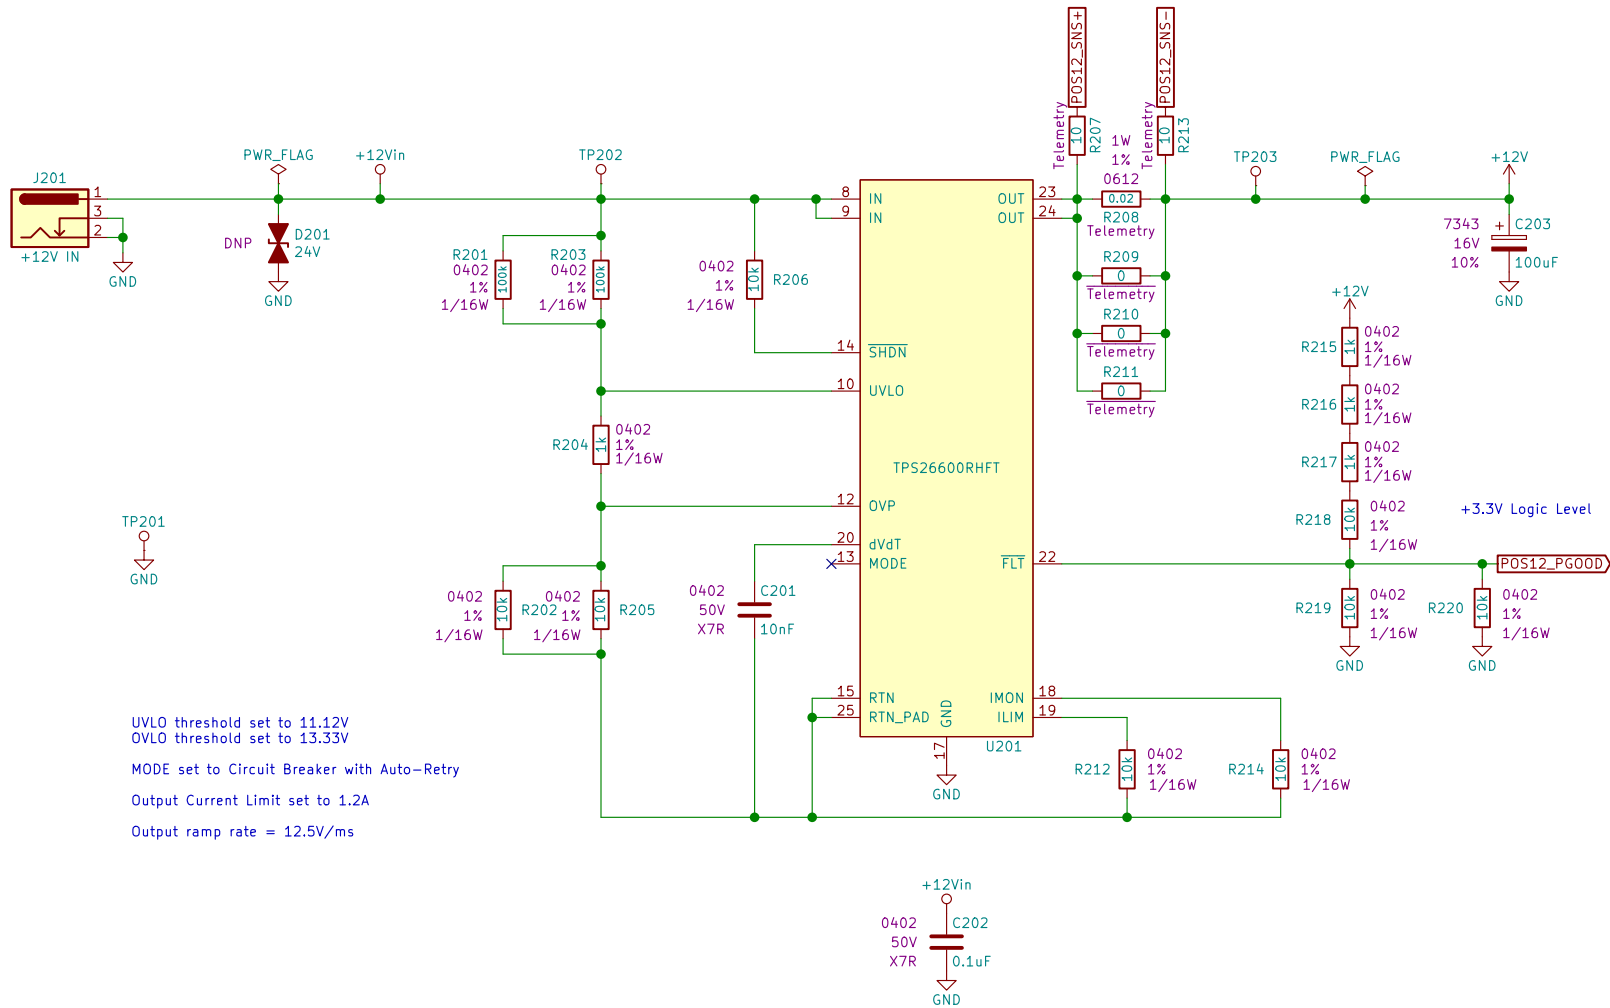 POS12_SNS+
POS12_SNS-
Telemetry
10
R207
Telemetry
10
R213
1W
1%
0612
0.02
R208
Telemetry
R209
0
Telemetry
R210
0
Telemetry
R211
0
Telemetry
J201
1
3
2
+12V IN
GND
PWR_FLAG
DNP
D201
24V
GND
+12Vin
TP202
R201
0402
1%
1/16W
100k
R203
0402
1%
1/16W
100k
0402
1%
1/16W
10k
R206
8
IN
9
IN
14
SHDN
10
UVLO
12
OVP
20
dVdT
13
MODE
15
RTN
25
RTN_PAD
TPS26600RHFT
OUT
23
OUT
24
FLT
22
IMON
18
ILIM
19
GND
17
U201
GND
TP203
PWR_FLAG
+12V
7343
16V
10%
+
C203
100uF
GND
R204
1k
0402
1%
1/16W
TP201
GND
0402
1%
1/16W
10k
R202
0402
1%
1/16W
10k
R205
0402
50V
X7R
C201
10nF
+12V
R215
1k
0402
1%
1/16W
R216
1k
0402
1%
1/16W
R217
1k
0402
1%
1/16W
R218
10k
0402
1%
1/16W
+3.3V Logic Level
POS12_PGOOD
R219
10k
0402
1%
1/16W
GND
R220
10k
0402
1%
1/16W
GND
R212
10k
0402
1%
1/16W
R214
10k
0402
1%
1/16W
UVLO threshold set to 11.12V
OVLO threshold set to 13.33V
MODE set to Circuit Breaker with Auto-Retry
Output Current Limit set to 1.2A
Output ramp rate = 12.5V/ms
+12Vin
0402
50V
X7R
C202
0.1uF
GND